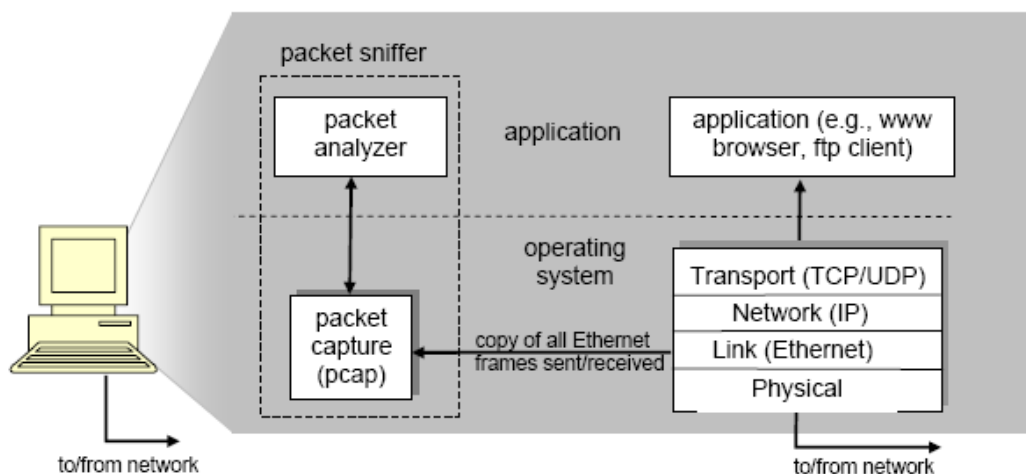 packet sniffer
packet
analyzer
application
application (e.g., www
browser, ftp client)
operating
system
packet
capture
(pcap)
copy of all Ethernet
frames sent/received
Transport (TCP/UDP)
Network (IP)
Link (Ethernet)
Physical
to/from network
to/from network